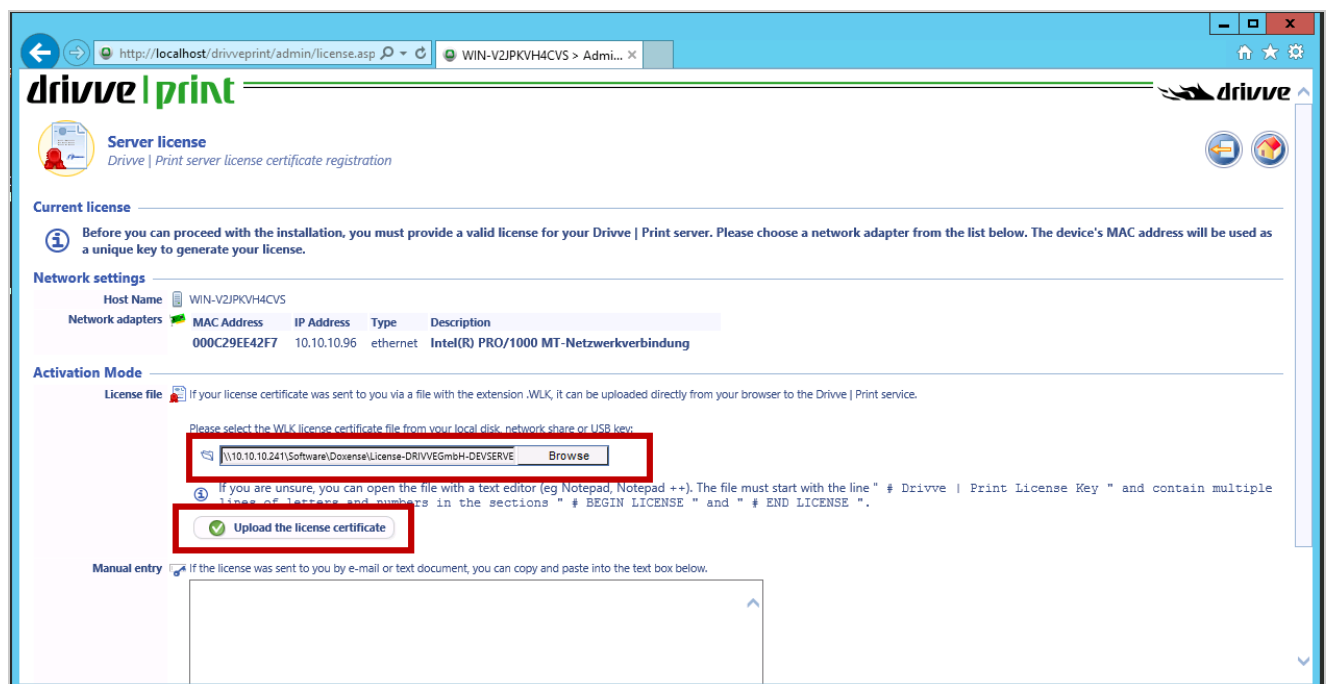 http://localhost/drivveprint/admin/license.asp
WIN-V2JPKVH4CVS > Admi...
drivve | print
drivve
Server license
Drivve | Print server license certificate registration
Current license
Before you can proceed with the installation, you must provide a valid license for your Drivve | Print server. Please choose a network adapter from the list below. The device's MAC address will be used as
a unique key to generate your license.
Network settings
Host Name WIN-V2JPKVH4CVS
Network adapters MAC Address IP Address Type Description
000C29EE42F7 10.10.10.96 ethernet Intel(R) PRO/1000 MT-Netzwerkverbindung
Activation Mode
License file If your license certificate was sent to you via a file with the extension .WLK, it can be uploaded directly from your browser to the Drivve | Print service.
Please select the WLK license certificate file from your local disk, network share or USB key:
\\10.10.10.241\Software\Doxense\License-DRIVVEGmbH-DEVSERVE Browse
If you are unsure, you can open the file with a text editor (eg Notepad, Notepad ++). The file must start with the line " # Drivve | Print License Key " and contain multiple
lines of letters and numbers in the sections " # BEGIN LICENSE " and " # END LICENSE ".
Upload the license certificate
Manual entry If the license was sent to you by e-mail or text document, you can copy and paste into the text box below.